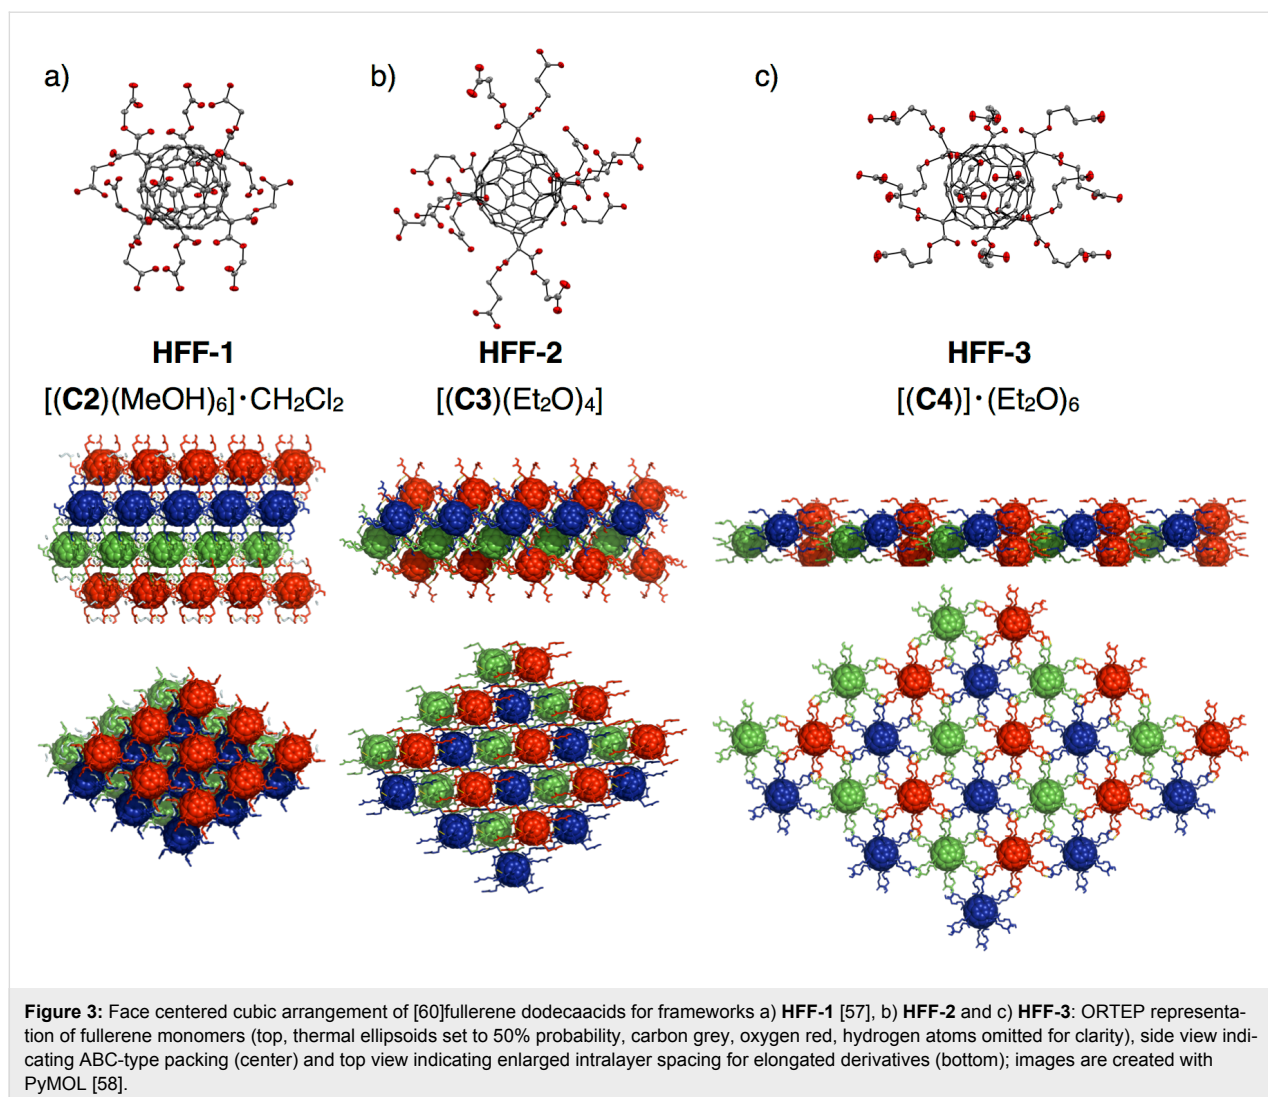 a)
b)
c)
HFF-1
HFF-2
HFF-3
[(C2)(MeOH)₆]·CH₂Cl₂
[(C3)(Et₂O)₄]
[(C4)]·(Et₂O)₆
Figure 3: Face centered cubic arrangement of [60]fullerene dodecaacids for frameworks a) HFF-1 [57], b) HFF-2 and c) HFF-3: ORTEP representa-
tion of fullerene monomers (top, thermal ellipsoids set to 50% probability, carbon grey, oxygen red, hydrogen atoms omitted for clarity), side view indi-
cating ABC-type packing (center) and top view indicating enlarged intralayer spacing for elongated derivatives (bottom); images are created with
PyMOL [58].